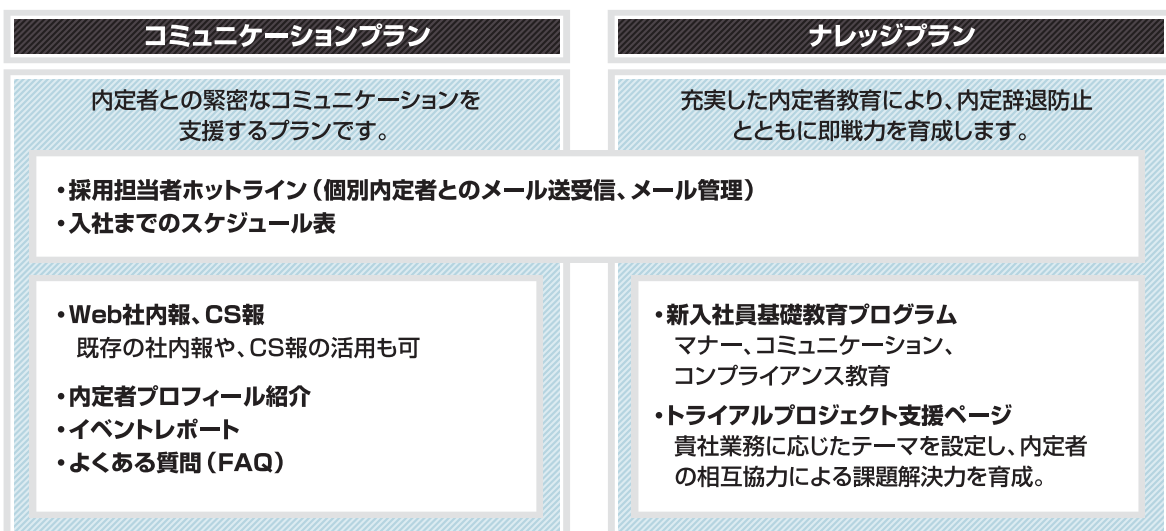 コミュニケーションプラン
内定者との緊密なコミュニケーションを
支援するプランです。
ナレッジプラン
充実した内定者教育により、内定辞退防止
とともに即戦力を育成します。
・採用担当者ホットライン（個別内定者とのメール送受信、メール管理）
・入社までのスケジュール表
・Web社内報、CS報
既存の社内報や、CS報の活用も可
・内定者プロフィール紹介
・イベントレポート
・よくある質問（FAQ）
・新入社員基礎教育プログラム
マナー、コミュニケーション、
コンプライアンス教育
・トライアルプロジェクト支援ページ
貴社業務に応じたテーマを設定し、内定者
の相互協力による課題解決力を育成。